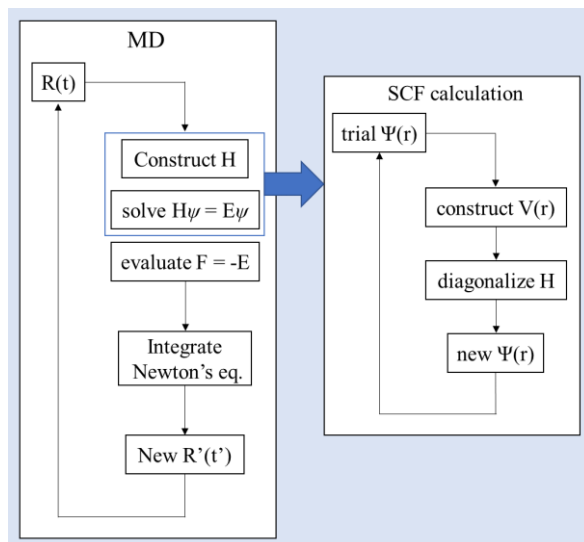 MD
R(t)
Construct H
solve Hψ = Eψ
evaluate F = -E
Integrate
Newton's eq.
New R'(t')
SCF calculation
trial Ψ(r)
construct V(r)
diagonalize H
new Ψ(r)